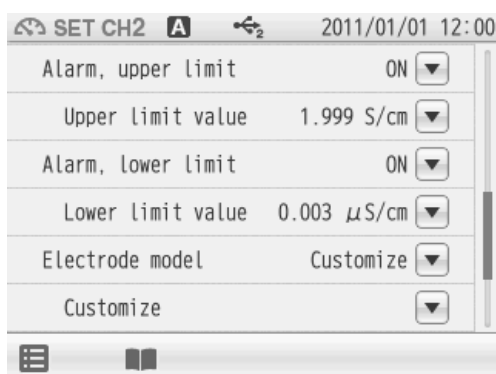 SET CH2 A 2 2011/01/01 12:00
Alarm, upper limit ON
Upper limit value 1.999 S/cm
Alarm, lower limit ON
Lower limit value 0.003 μS/cm
Electrode model Customize
Customize